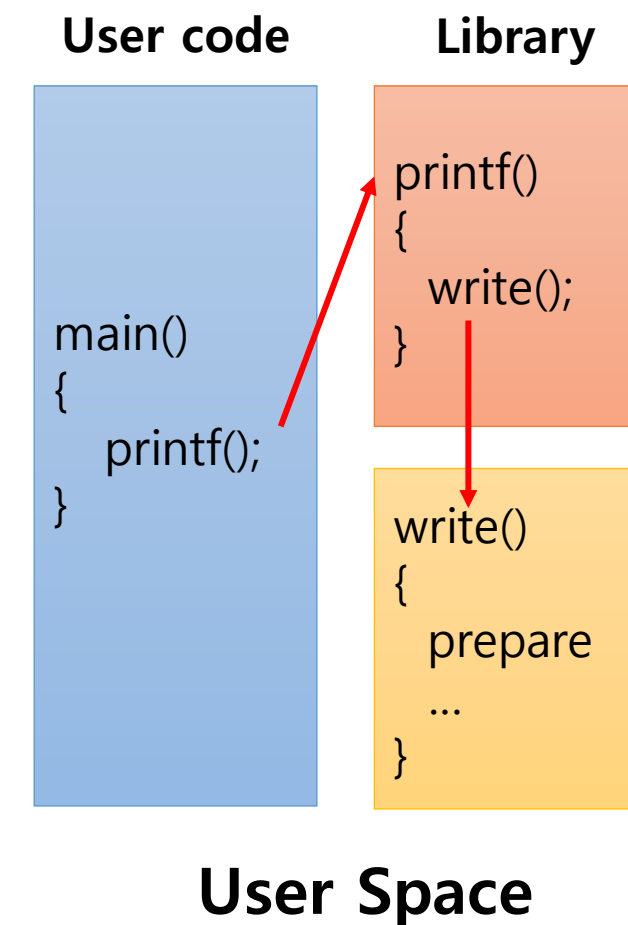 User code
Library
main()
{
printf();
}
printf()
{
write();
}
write()
{
prepare
...
}
User Space